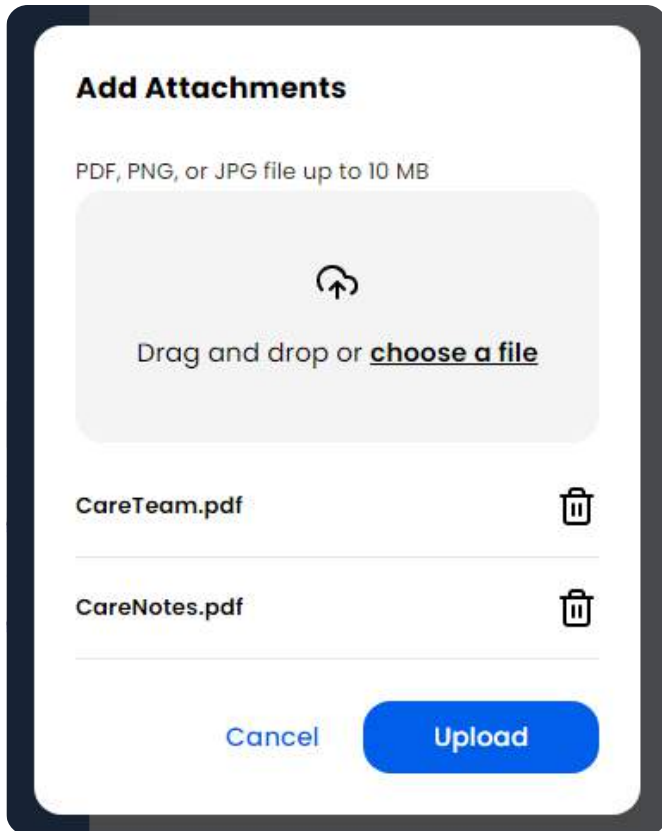 Add Attachments
PDF, PNG, or JPG file up to 10 MB
Drag and drop or choose a file
CareTeam.pdf
CareNotes.pdf
Cancel
Upload